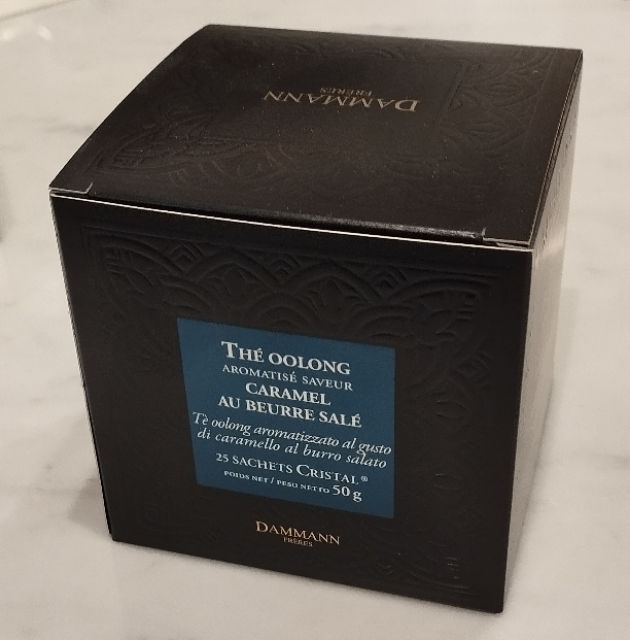 DAMMANN
FRÈRES
THÉ OOLONG
AROMATISÉ SAVEUR
CARAMEL
AU BEURRE SALÉ
Tè oolong aromatizzato al gusto
di caramello al burro salato
25 SACHETS CRISTAL®
POIDS NET / PESO NETTO 50 g
DAMMANN
FRÈRES